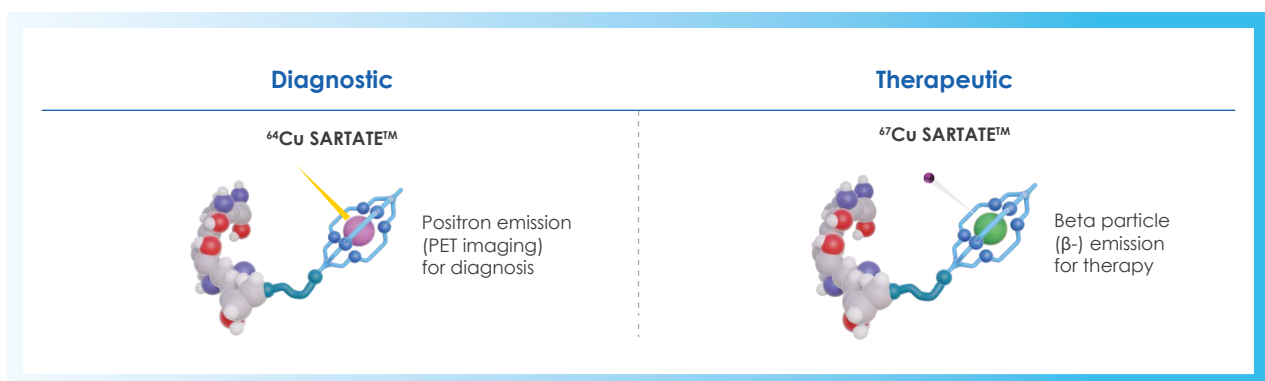 Diagnostic
⁶⁴Cu SARTATE™
Positron emission
(PET imaging)
for diagnosis
Therapeutic
⁶⁷Cu SARTATE™
Beta particle
(β-) emission
for therapy